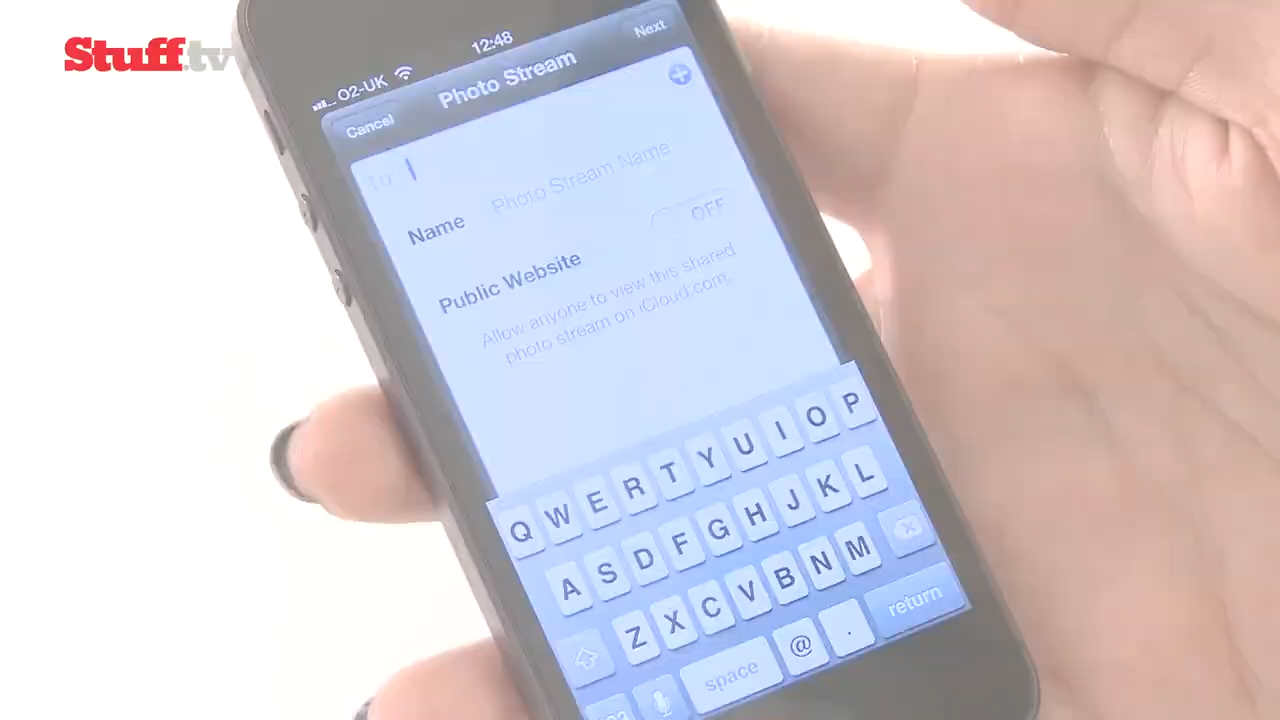 Stuff.tv
O2-UK
12:48
Cancel
Photo Stream
Next
To:
Name
Photo Stream Name
Public Website
OFF
Allow anyone to view this shared
photo stream on iCloud.com.
Q W E R T Y U I O P
A S D F G H J K L
Z X C V B N M
space @ . return